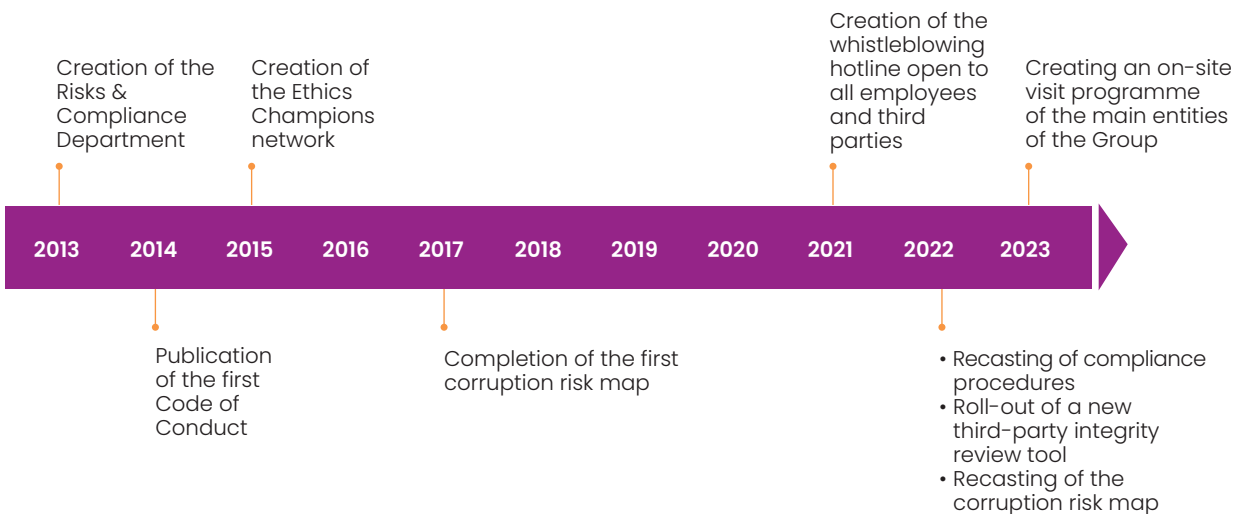 Creation of the
Risks &
Compliance
Department
Creation of
the Ethics
Champions
network
Creation of the
whistleblowing
hotline open to
all employees
and third
parties
Creating an on-site
visit programme
of the main entities
of the Group
2013 2014 2015 2016 2017 2018 2019 2020 2021 2022 2023
Publication
of the first
Code of
Conduct
Completion of the first
corruption risk map
• Recasting of compliance
procedures
• Roll-out of a new
third-party integrity
review tool
• Recasting of the
corruption risk map